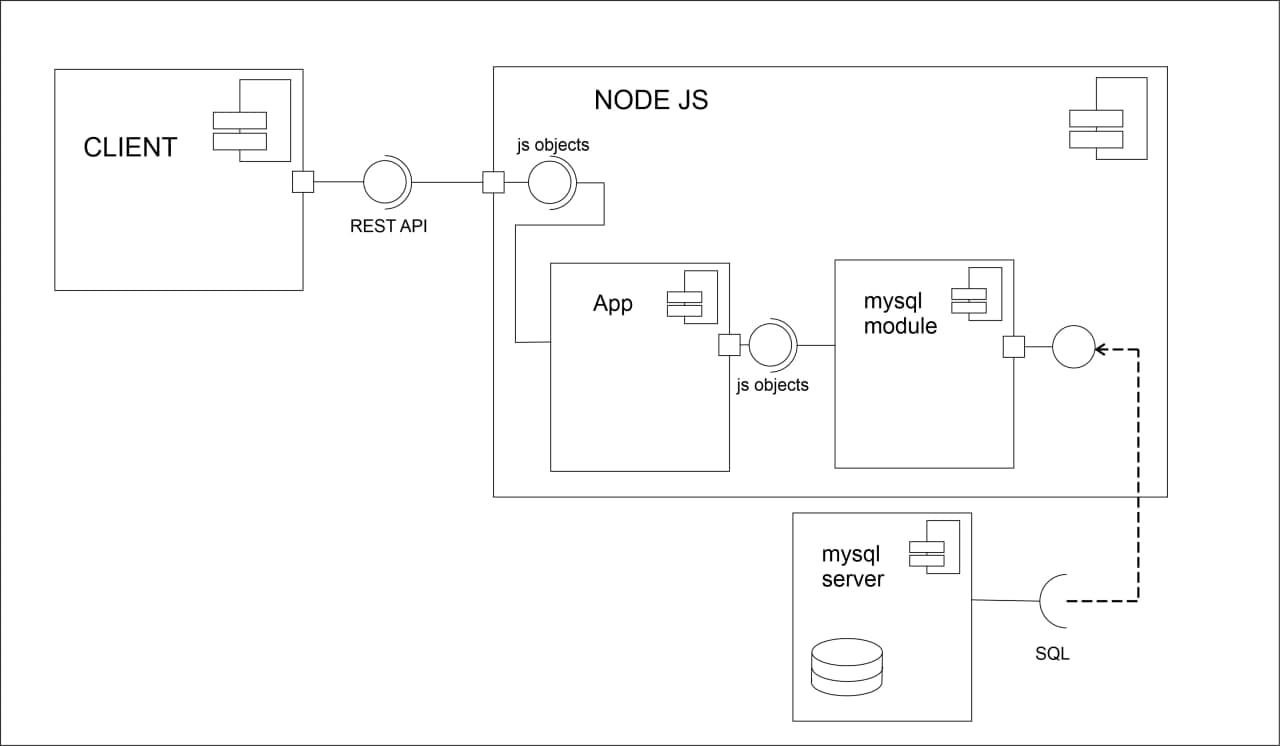 NODE JS
CLIENT
js objects
REST API
App
mysql
module
js objects
mysql
server
SQL